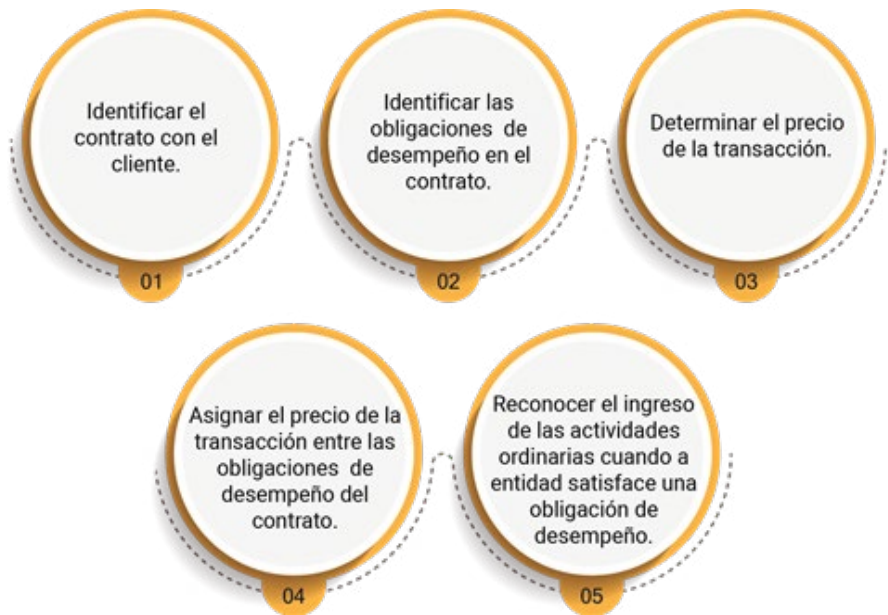 Identificar el
contrato con el
cliente.
01
Identificar las
obligaciones de
desempeño en el
contrato.
02
Determinar el precio
de la transacción.
03
Asignar el precio de la
transacción entre las
obligaciones de
desempeño del
contrato.
04
Reconocer el ingreso
de las actividades
ordinarias cuando a
entidad satisface una
obligación de
desempeño.
05